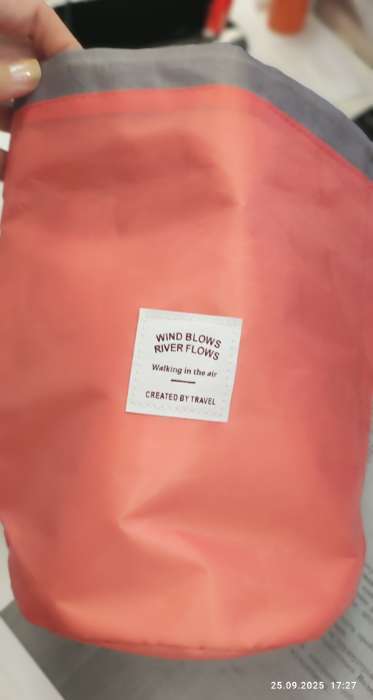 WIND BLOWS
RIVER FLOWS
Walking in the air
CREATED BY TRAVEL
25.09.2025 17:27